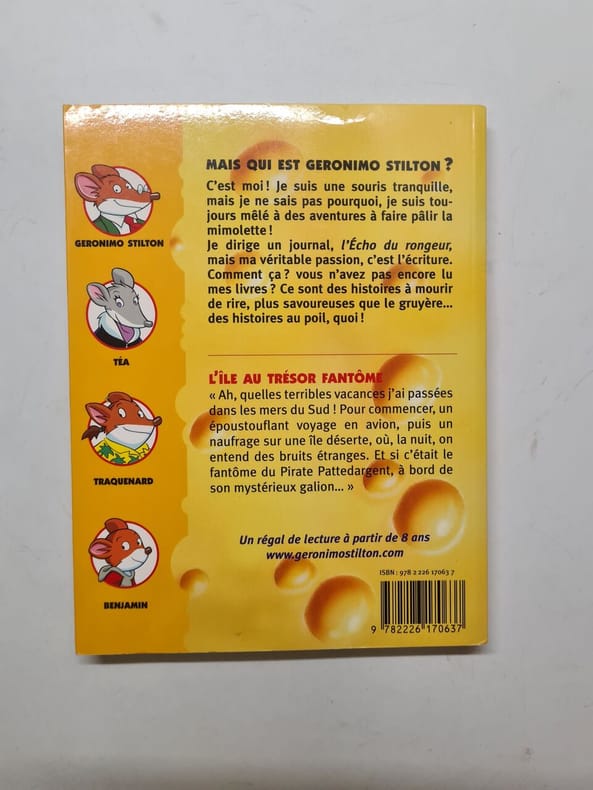 MAIS QUI EST GERONIMO STILTON ?
C'est moi ! Je suis une souris tranquille,
mais je ne sais pas pourquoi, je suis tou-
jours mêlé à des aventures à faire pâlir la
mimolette !
Je dirige un journal, l'Écho du rongeur,
mais ma véritable passion, c'est l'écriture.
Comment ça ? vous n'avez pas encore lu
mes livres ? Ce sont des histoires à mourir
de rire, plus savoureuses que le gruyère...
des histoires au poil, quoi !
L'ÎLE AU TRÉSOR FANTÔME
« Ah, quelles terribles vacances j'ai passées
dans les mers du Sud ! Pour commencer, un
époustouflant voyage en avion, puis un
naufrage sur une île déserte, où, la nuit, on
entend des bruits étranges. Et si c'était le
fantôme du Pirate Pattedargent, à bord de
son mystérieux galion... »
Un régal de lecture à partir de 8 ans
www.geronimostilton.com
ISBN : 978 2 226 17063 7
9 782226 170637
GERONIMO STILTON
TÉA
TRAQUENARD
BENJAMIN